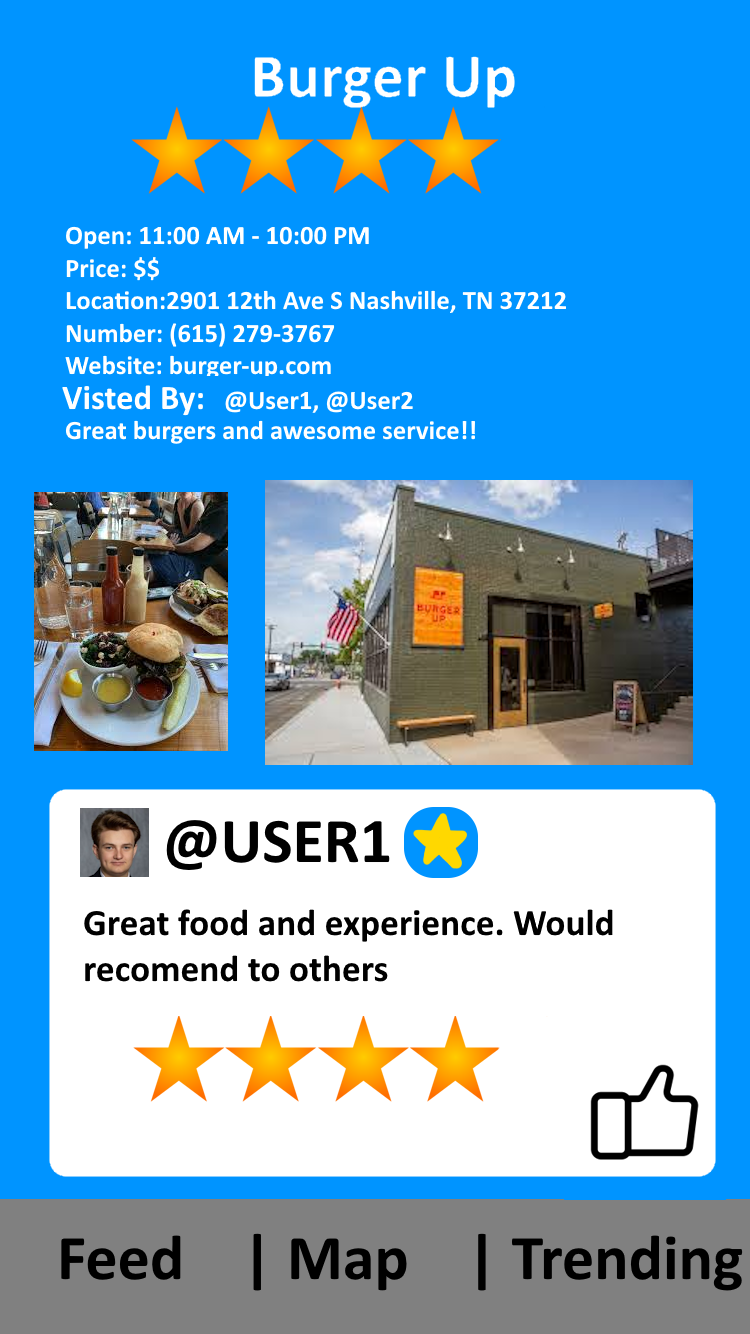 Burger Up
Open: 11:00 AM - 10:00 PM
Price: $$
Location:2901 12th Ave S Nashville, TN 37212
Number: (615) 279-3767
Website: burger-up.com
Visted By: @User1, @User2
Great burgers and awesome service!!
BURGER
UP
@USER1
Great food and experience. Would
recomend to others
Feed | Map | Trending